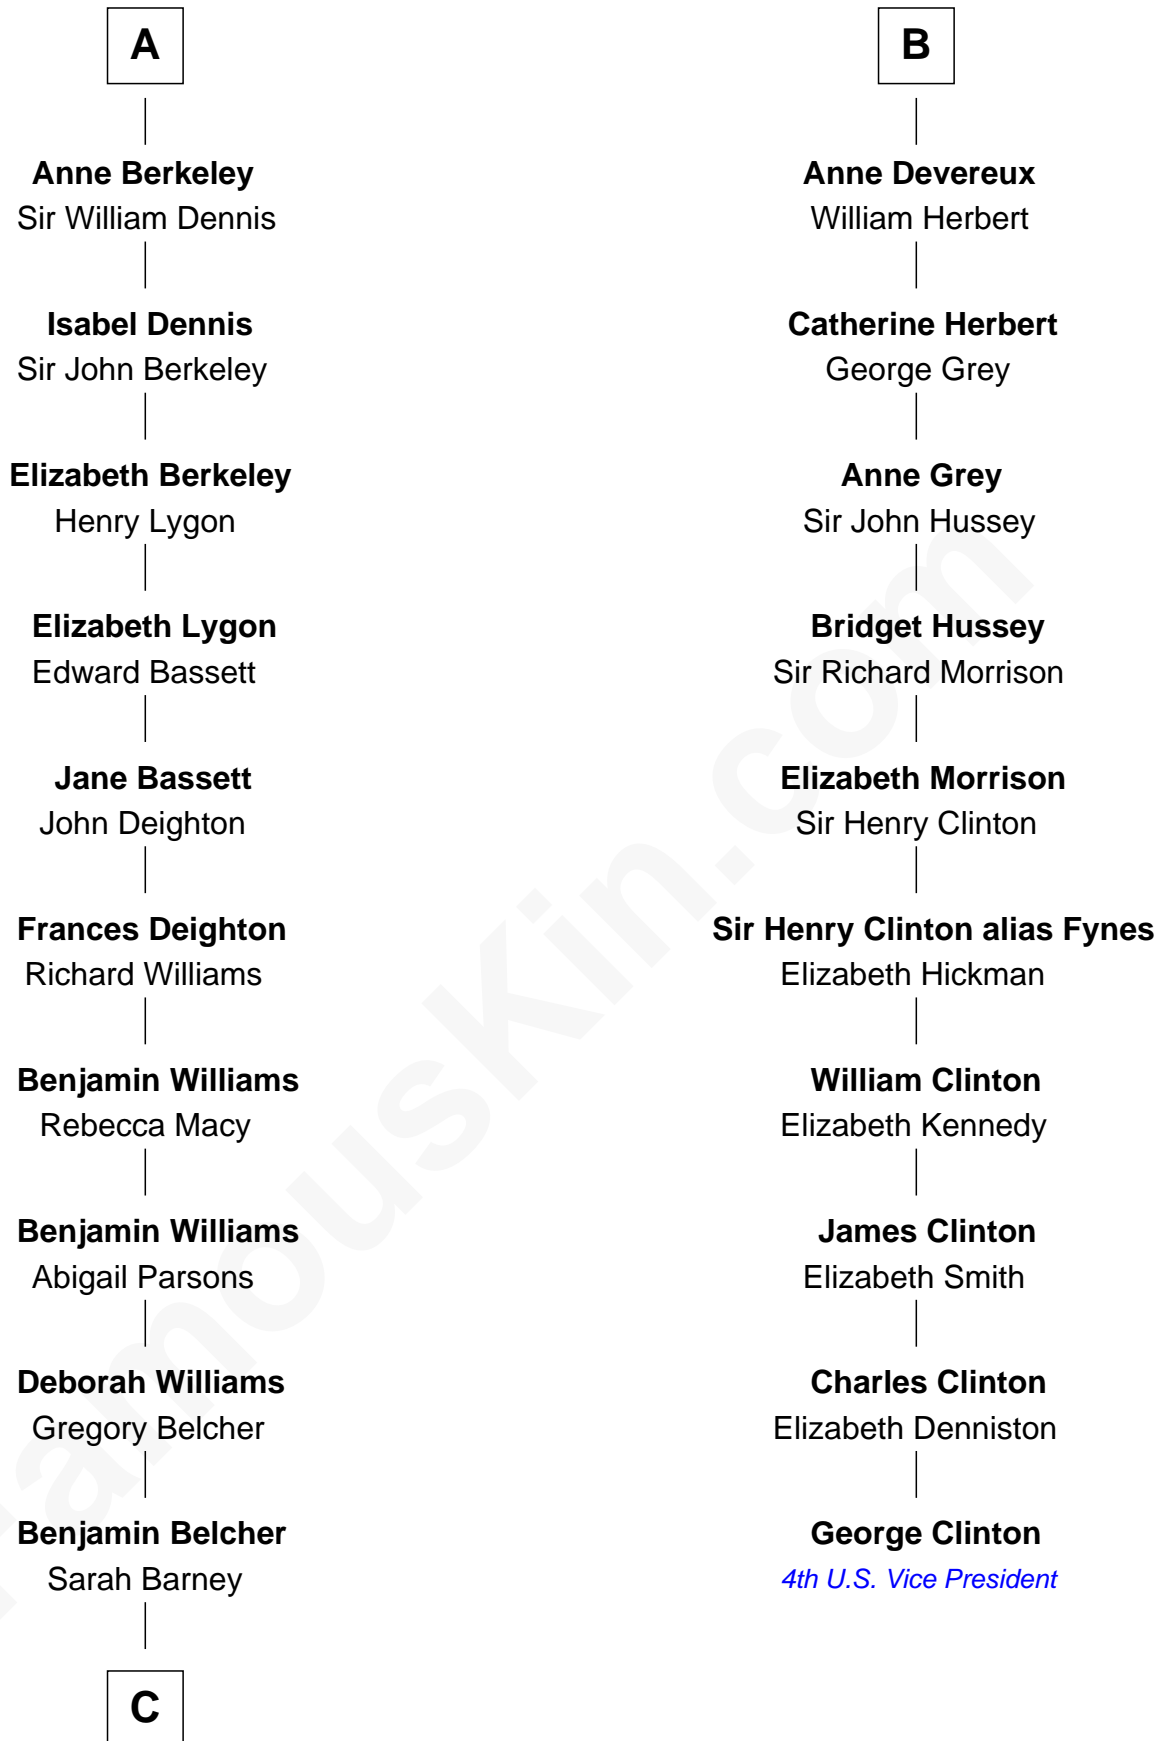 A
Anne Berkeley
Sir William Dennis
Isabel Dennis
Sir John Berkeley
Elizabeth Berkeley
Henry Lygon
Elizabeth Lygon
Edward Bassett
Jane Bassett
John Deighton
Frances Deighton
Richard Williams
Benjamin Williams
Rebecca Macy
Benjamin Williams
Abigail Parsons
Deborah Williams
Gregory Belcher
Benjamin Belcher
Sarah Barney
C
B
Anne Devereux
William Herbert
Catherine Herbert
George Grey
Anne Grey
Sir John Hussey
Bridget Hussey
Sir Richard Morrison
Elizabeth Morrison
Sir Henry Clinton
Sir Henry Clinton alias Fynes
Elizabeth Hickman
William Clinton
Elizabeth Kennedy
James Clinton
Elizabeth Smith
Charles Clinton
Elizabeth Denniston
George Clinton
4th U.S. Vice President
FamousKin.com